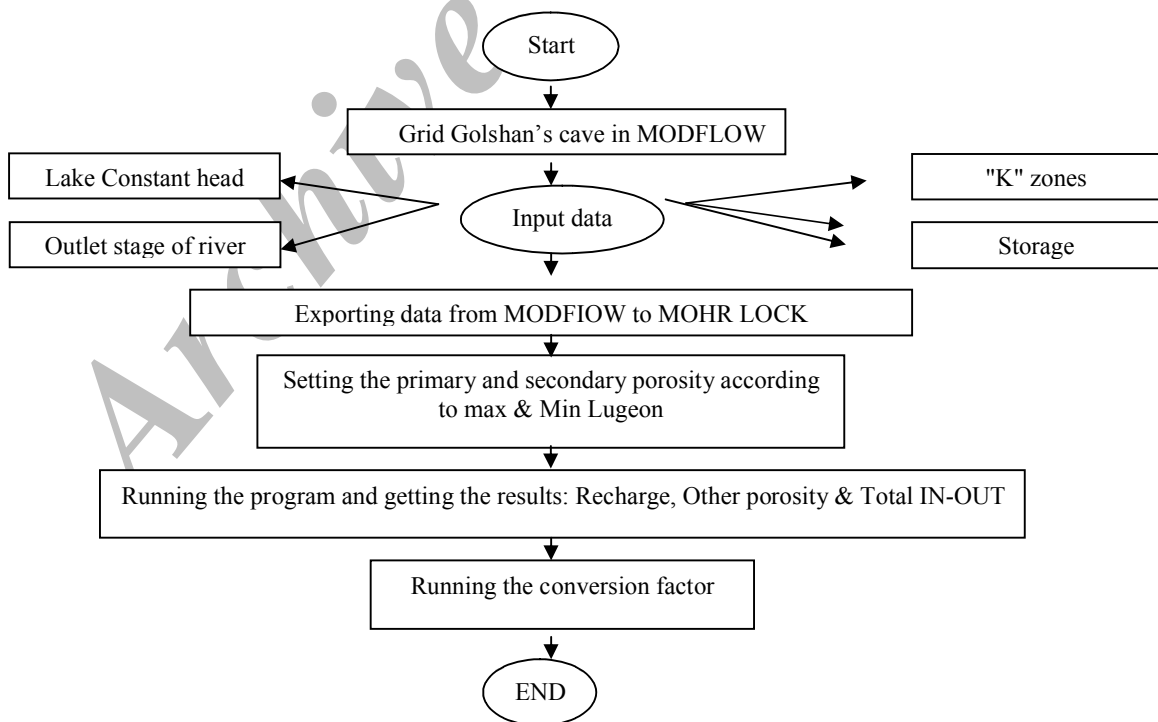 Start
Grid Golshan's cave in MODFLOW
Lake Constant head
"K" zones
Input data
Outlet stage of river
Storage
Exporting data from MODFIOW to MOHR LOCK
Setting the primary and secondary porosity according
to max & Min Lugeon
Running the program and getting the results: Recharge, Other porosity & Total IN-OUT
Running the conversion factor
END
Archive